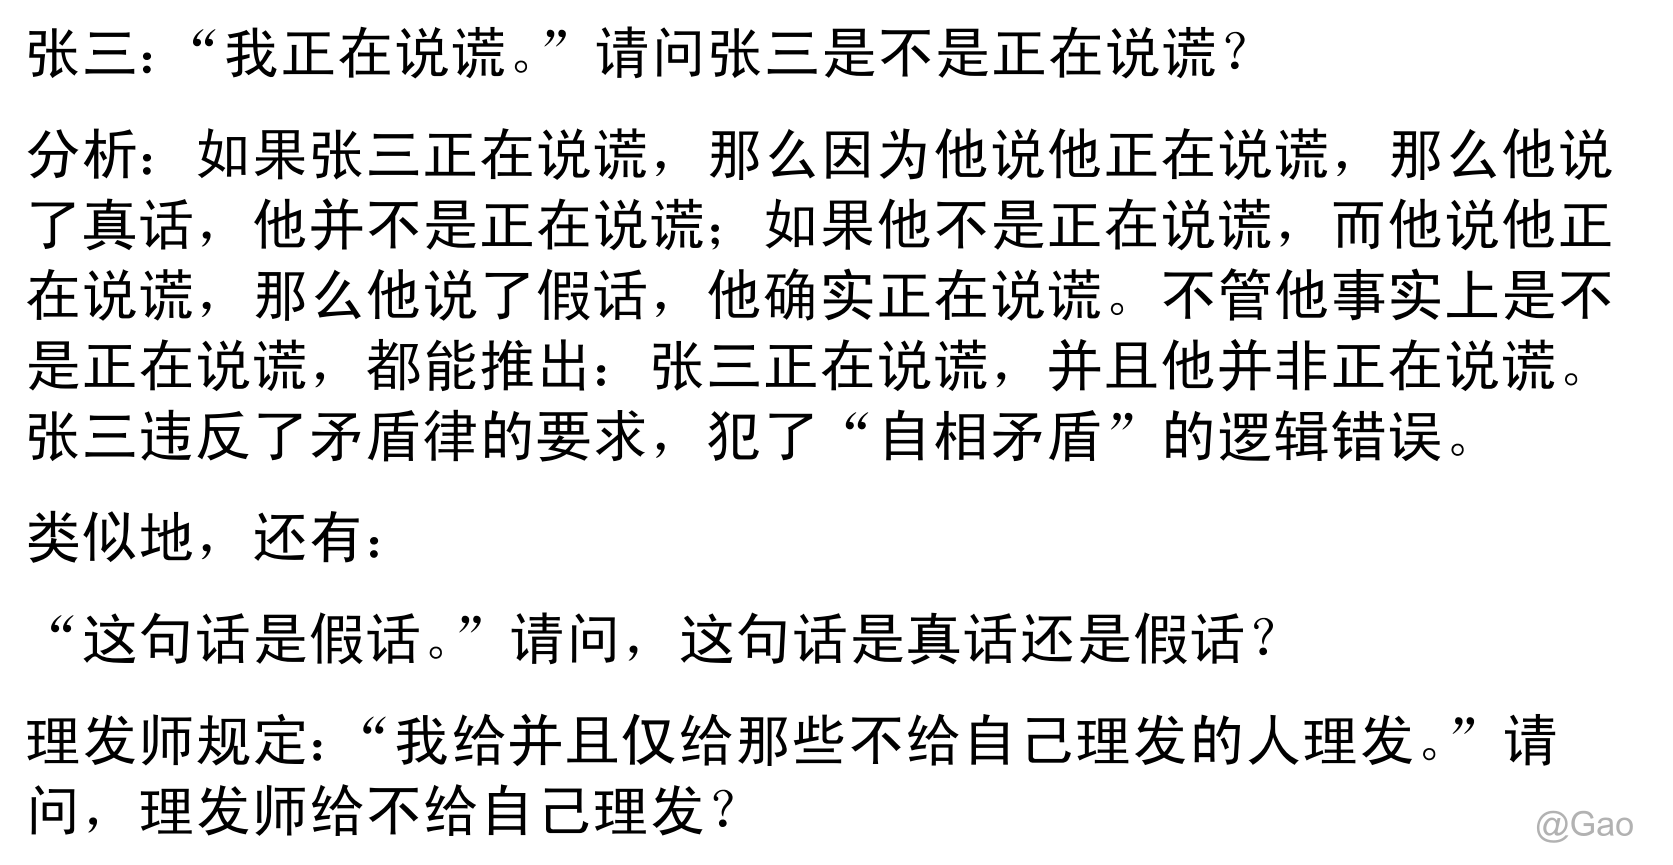 张三：“我正在说谎。”请问张三是不是正在说谎？
分析：如果张三正在说谎，那么因为他说他正在说谎，那么他说
了真话，他并不是正在说谎；如果他不是正在说谎，而他说他正
在说谎，那么他说了假话，他确实正在说谎。不管他事实上是不
是正在说谎，都能推出：张三正在说谎，并且他并非正在说谎。
张三违反了矛盾律的要求，犯了“自相矛盾”的逻辑错误。
类似地，还有：
“这句话是假话。”请问，这句话是真话还是假话？
理发师规定：“我给并且仅给那些不给自己理发的人理发。”请
问，理发师给不给自己理发？
@Gao